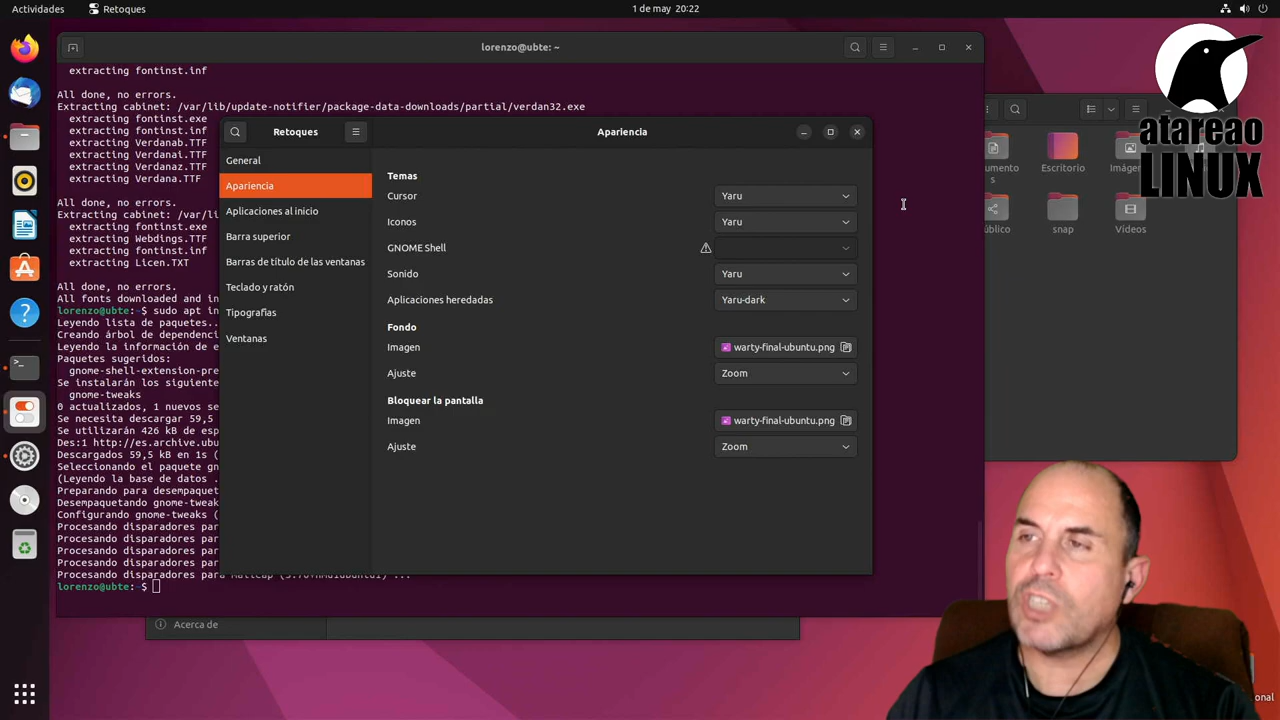 Actividades
Retoques
1 de may 20:22
lorenzo@ubte: ~
extracting fontinst.inf
All done, no errors.
Extracting cabinet: /var/lib/update-notifier/package-data-downloads/partial/verdan32.exe
extracting fontinst.exe
extracting fontinst.inf
extracting Verdanab.TTF
extracting Verdanai.TTF
extracting Verdanaz.TTF
extracting Verdana.TTF
All done, no errors.
Extracting cabinet: /var/li
extracting fontinst.exe
extracting Webdings.TTF
extracting fontinst.inf
extracting Licen.TXT
All done, no errors.
All fonts downloaded and in
lorenzo@ubte:~$ sudo apt in
Leyendo lista de paquetes..
Creando árbol de dependenci
Leyendo la información de e
Paquetes sugeridos:
gnome-shell-extension-pre
Se instalarán los siguiente
gnome-tweaks
0 actualizados, 1 nuevos se
Se necesita descargar 59,5
Se utilizarán 426 kB de esp
Des:1 http://es.archive.ubu
Descargados 59,5 kB en 1s (
Seleccionando el paquete gn
(Leyendo la base de datos .
Preparando para desempaquet
Desempaquetando gnome-tweak
Configurando gnome-tweaks (
Procesando disparadores par
Procesando disparadores par
Procesando disparadores par
Procesando disparadores par
Procesando disparadores para
lorenzo@ubte:~$
Retoques
Apariencia
General
Apariencia
Aplicaciones al inicio
Barra superior
Barras de título de las ventanas
Teclado y ratón
Tipografías
Ventanas
Temas
Cursor Yaru
Iconos Yaru
GNOME Shell
Sonido Yaru
Aplicaciones heredadas Yaru-dark
Fondo
Imagen warty-final-ubuntu.png
Ajuste Zoom
Bloquear la pantalla
Imagen warty-final-ubuntu.png
Ajuste Zoom
Acerca de
Escritorio
snap
Vídeos
atareao
LINUX